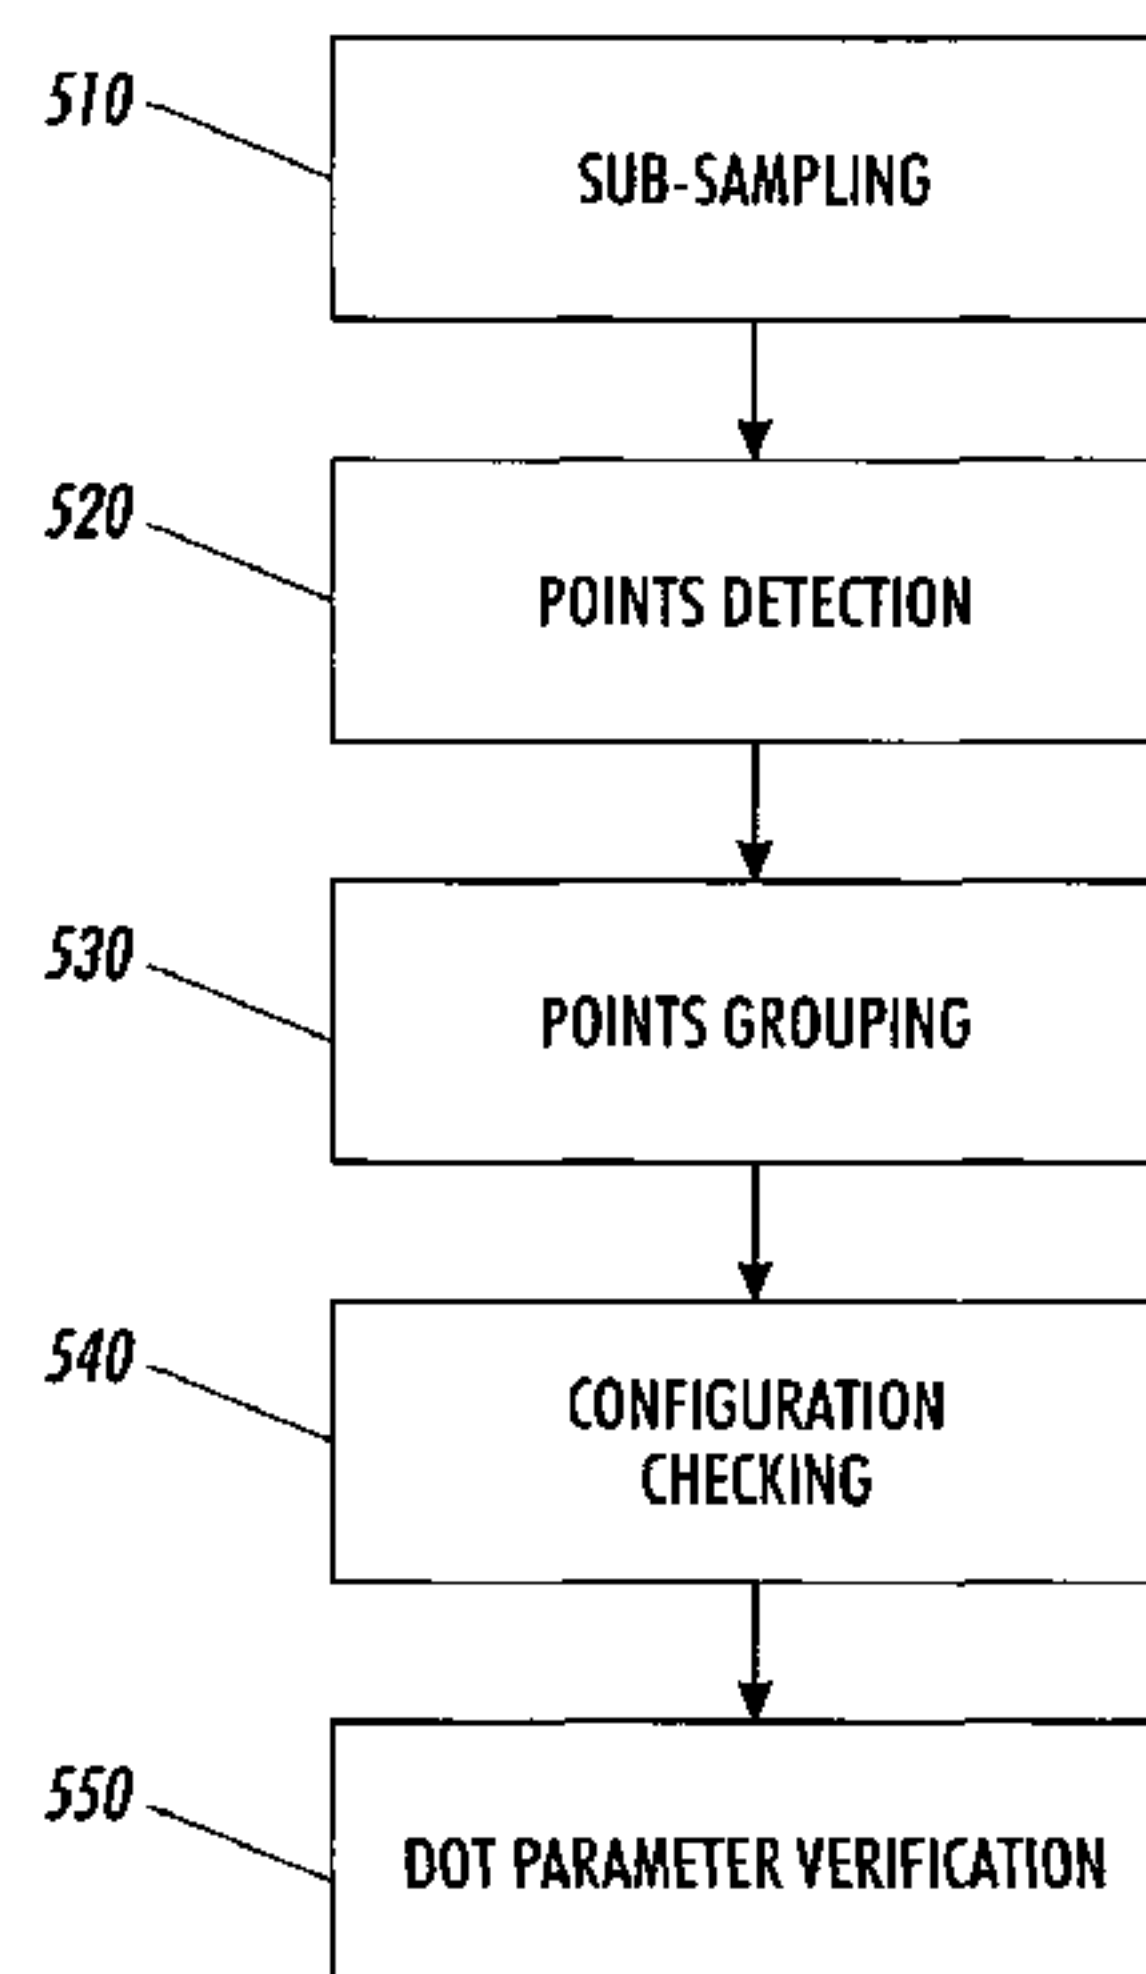 510
SUB-SAMPLING
520
POINTS DETECTION
530
POINTS GROUPING
540
CONFIGURATION
CHECKING
550
DOT PARAMETER VERIFICATION